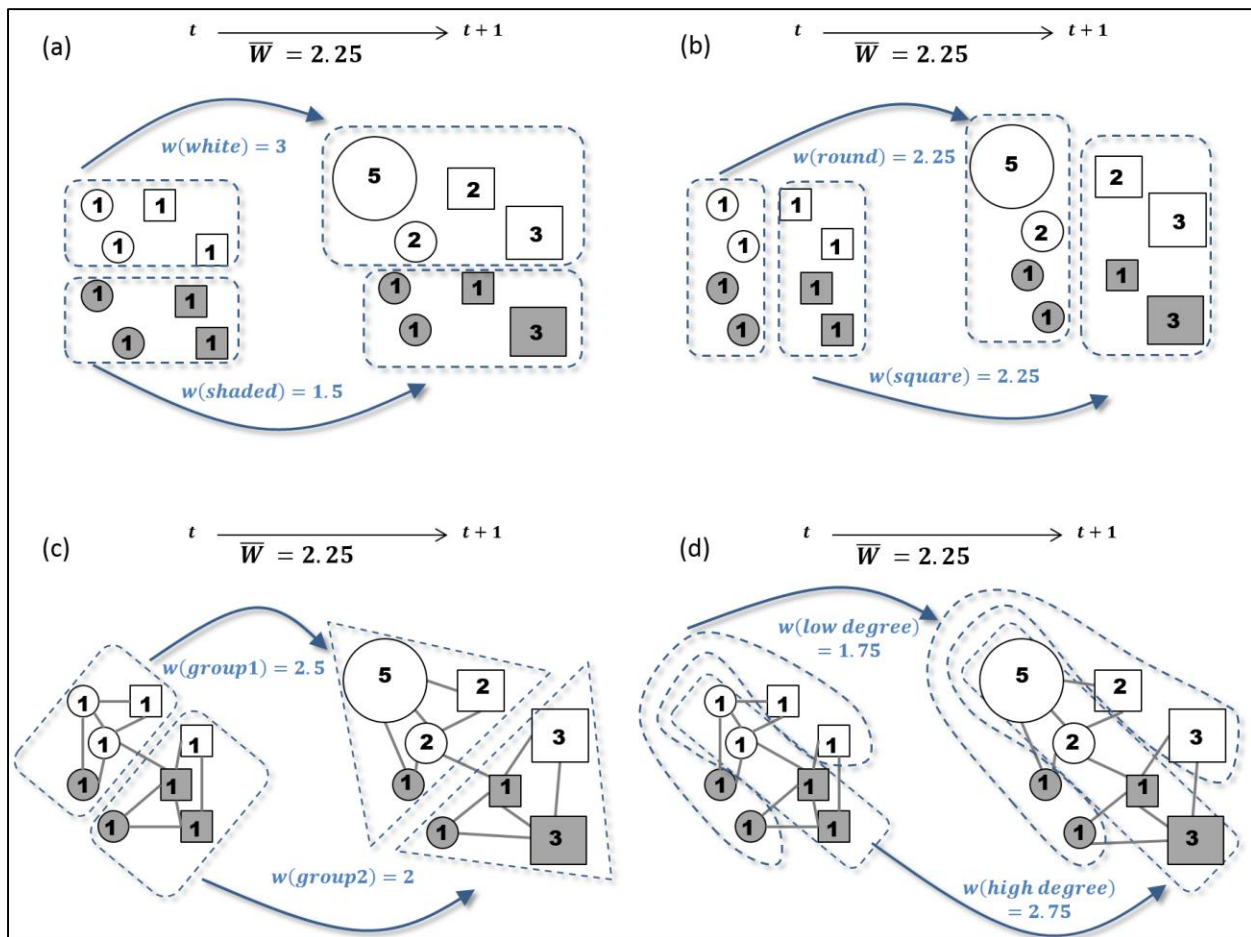 (a)
t t + 1
W̅ = 2.25
w(white) = 3
1 1
1 1
1 1
1 1
5
2
2 3
1 1
1 3
w(shaded) = 1.5
(b)
t t + 1
W̅ = 2.25
w(round) = 2.25
1 1
1 1
1 1
1 1
5 2
2 3
1 1
1 3
w(square) = 2.25
(c)
t t + 1
W̅ = 2.25
w(group1) = 2.5
1 1
1 1
1 1
1 1
5 2
2 3
1 1
1 3
w(group2) = 2
(d)
t t + 1
W̅ = 2.25
w(low degree)
= 1.75
1 1
1 1
1 1
1 1
5 2
2 3
1 1
1 3
w(high degree)
= 2.75